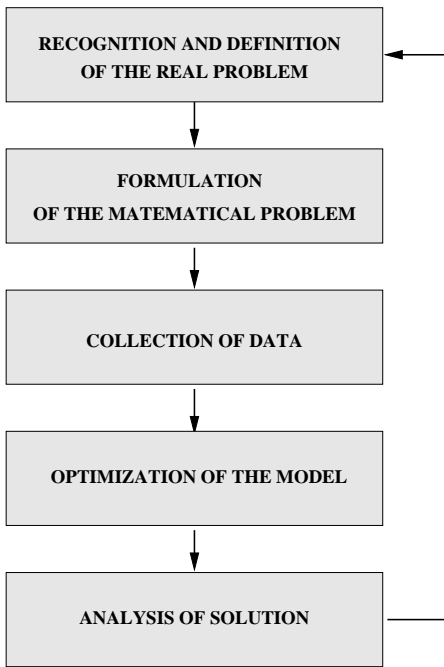 RECOGNITION AND DEFINITION
OF THE REAL PROBLEM
FORMULATION
OF THE MATEMATICAL PROBLEM
COLLECTION OF DATA
OPTIMIZATION OF THE MODEL
ANALYSIS OF SOLUTION